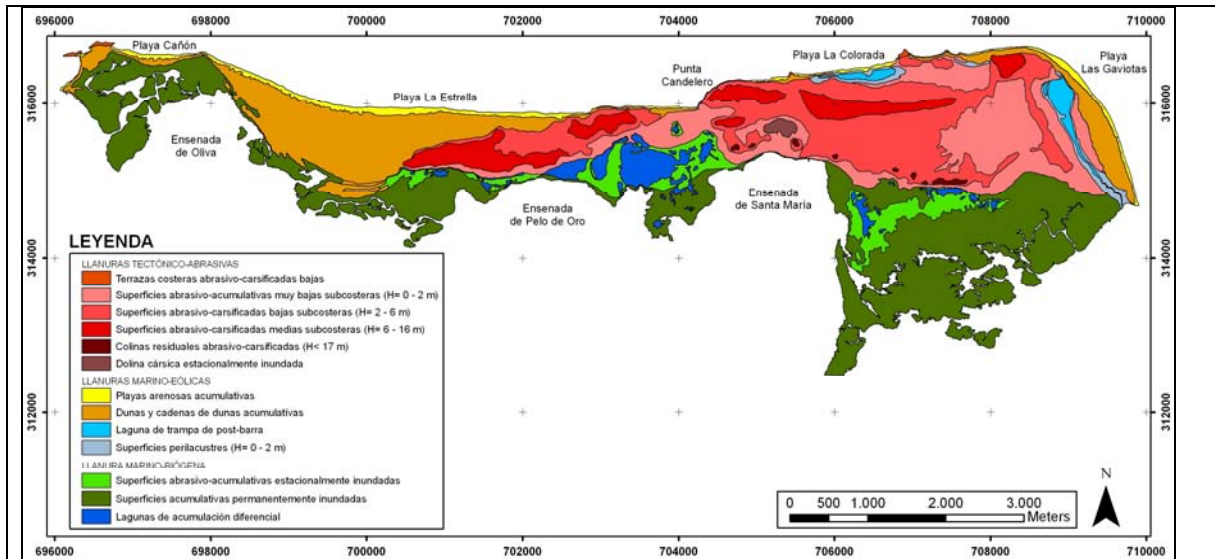 696000 698000 700000 702000 704000 706000 708000 710000
Playa Cañón
Playa La Colorada
Playa
Las Gaviotas
Punta
Candelero
Playa La Estrella
316000
316000
Ensenada
de Oliva
Ensenada
de Pelo de Oro
Ensenada
de Santa María
314000
314000
LEYENDA
LLANURAS TECTÓNICO-ABRASIVAS
Terrazas costeras abrasivo-carsificadas bajas
Superficies abrasivo-acumulativas muy bajas subcosteras (H= 0 - 2 m)
Superficies abrasivo-carsificadas bajas subcosteras (H= 2 - 6 m)
Superficies abrasivo-carsificadas medias subcosteras (H= 6 - 16 m)
Colinas residuales abrasivo-carsificadas (H< 17 m)
Dolina cársica estacionalmente inundada
LLANURAS MARINO-EÓLICAS
Playas arenosas acumulativas
Dunas y cadenas de dunas acumulativas
Laguna de trampa de post-barra
Superficies perilacustres (H= 0 - 2 m)
LLANURA MARINO-BIÓGENA
Superficies abrasivo-acumulativas estacionalmente inundadas
Superficies acumulativas permanentemente inundadas
Lagunas de acumulación diferencial
312000
312000
N
0 500 1.000 2.000 3.000
Meters
696000 698000 700000 702000 704000 706000 708000 710000